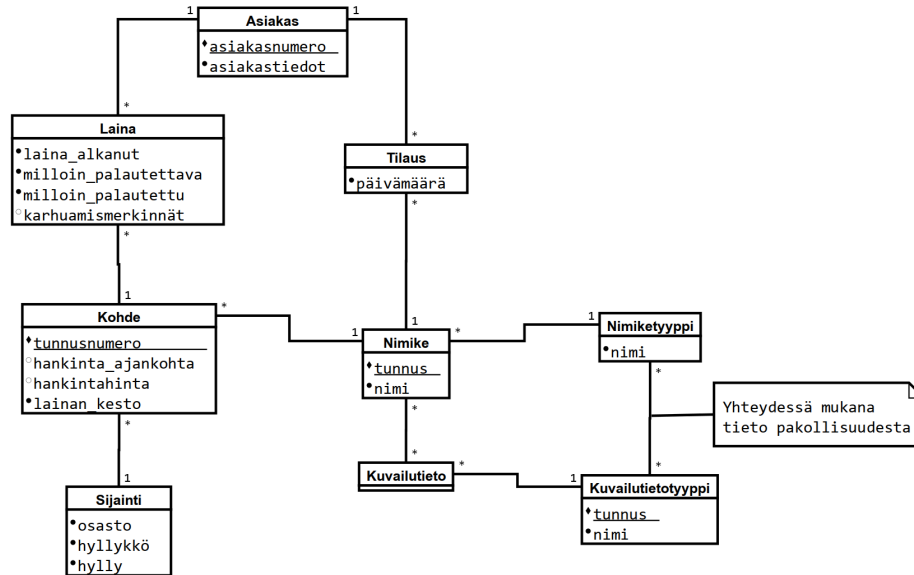 1
Asiakas
1
asiakasnumero
asiakastiedot
*
*
Laina
laina_alkanut
milloin_palautettava
milloin_palautettu
karhuamismerkinnät
*
Tilaus
päivämäärä
*
1
*
1
Kohde
tunnusnumero
hankinta_ajankohta
hankintahinta
lainan_kesto
*
1
1
Nimike
tunnus
nimi
*
*
1
Nimiketyyppi
nimi
*
Yhteydessä mukana
tieto pakollisuudesta
*
Kuvailutieto
*
1
*
Kuvailutietotyyppi
tunnus
nimi
Sijainti
osasto
hyllykkö
hylly